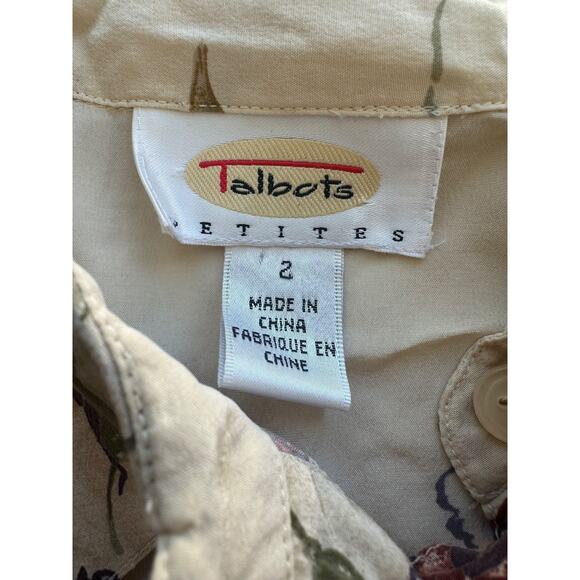 Talbots
PETITES
2
MADE IN
CHINA
FABRIQUE EN
CHINE